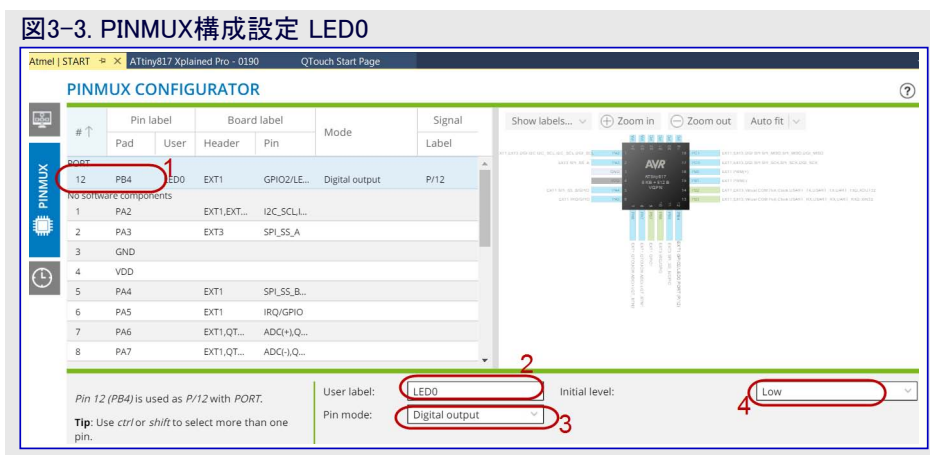 図3-3. PINMUX構成設定 LED0
Atmel | START ATtiny817 Xplained Pro - 0190 QTouch Start Page
PINMUX CONFIGURATOR ?
# Pin label Board label Mode Signal
Pad User Header Pin Label
Show labels... Zoom in Zoom out Auto fit
PORT
1
12 PB4 LED0 EXT1 GPIO2/LE... Digital output P/12
No software components
1 PA2 EXT1,EXT... I2C_SCL,I...
2 PA3 EXT3 SPI_SS_A
3 GND
4 VDD
5 PA4 EXT1 SPI_SS_B...
6 PA5 EXT1 IRQ/GPIO
7 PA6 EXT1,QT... ADC(+),Q...
8 PA7 EXT1,QT... ADC(-),Q...
PINMUX
AVR
ATtiny817
2
Pin 12 (PB4) is used as P/12 with PORT.
Tip: Use ctrl or shift to select more than one
pin.
User label: LED0 Initial level: Low
4
Pin mode: Digital output
3